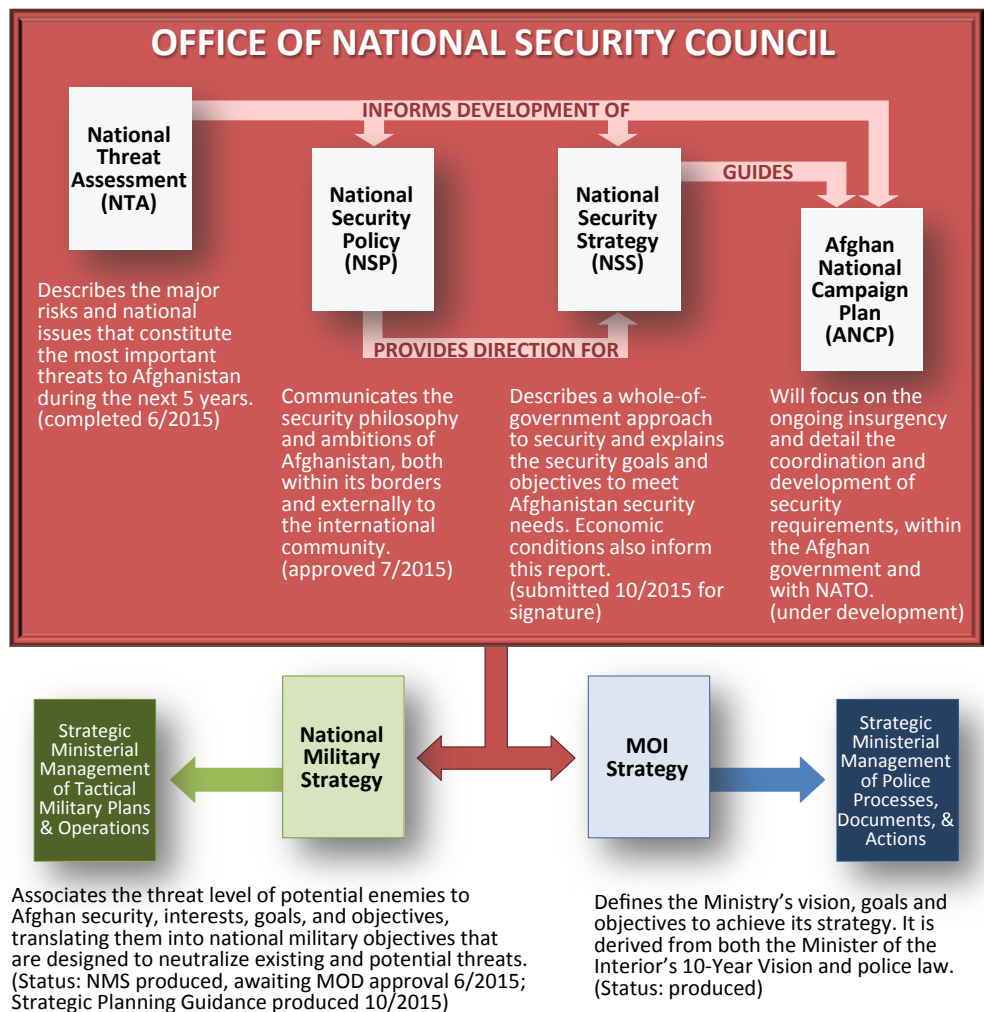 OFFICE OF NATIONAL SECURITY COUNCIL
INFORMS DEVELOPMENT OF
National
Threat
Assessment
(NTA)
National
Security
Policy
(NSP)
National
Security
Strategy
(NSS)
GUIDES
Afghan
National
Campaign
Plan
(ANCP)
PROVIDES DIRECTION FOR
Describes the major
risks and national
issues that constitute
the most important
threats to Afghanistan
during the next 5 years.
(completed 6/2015)
Communicates the
security philosophy
and ambitions of
Afghanistan, both
within its borders
and externally to
the international
community.
(approved 7/2015)
Describes a whole-of-
government approach
to security and explains
the security goals and
objectives to meet
Afghanistan security
needs. Economic
conditions also inform
this report.
(submitted 10/2015 for
signature)
Will focus on the
ongoing insurgency
and detail the
coordination and
development of
security
requirements, within
the Afghan
government and
with NATO.
(under development)
Strategic
Ministerial
Management
of Tactical
Military Plans
& Operations
National
Military
Strategy
MOI
Strategy
Strategic
Ministerial
Management
of Police
Processes,
Documents, &
Actions
Associates the threat level of potential enemies to
Afghan security, interests, goals, and objectives,
translating them into national military objectives that
are designed to neutralize existing and potential threats.
(Status: NMS produced, awaiting MOD approval 6/2015;
Strategic Planning Guidance produced 10/2015)
Defines the Ministry's vision, goals and
objectives to achieve its strategy. It is
derived from both the Minister of the
Interior's 10-Year Vision and police law.
(Status: produced)